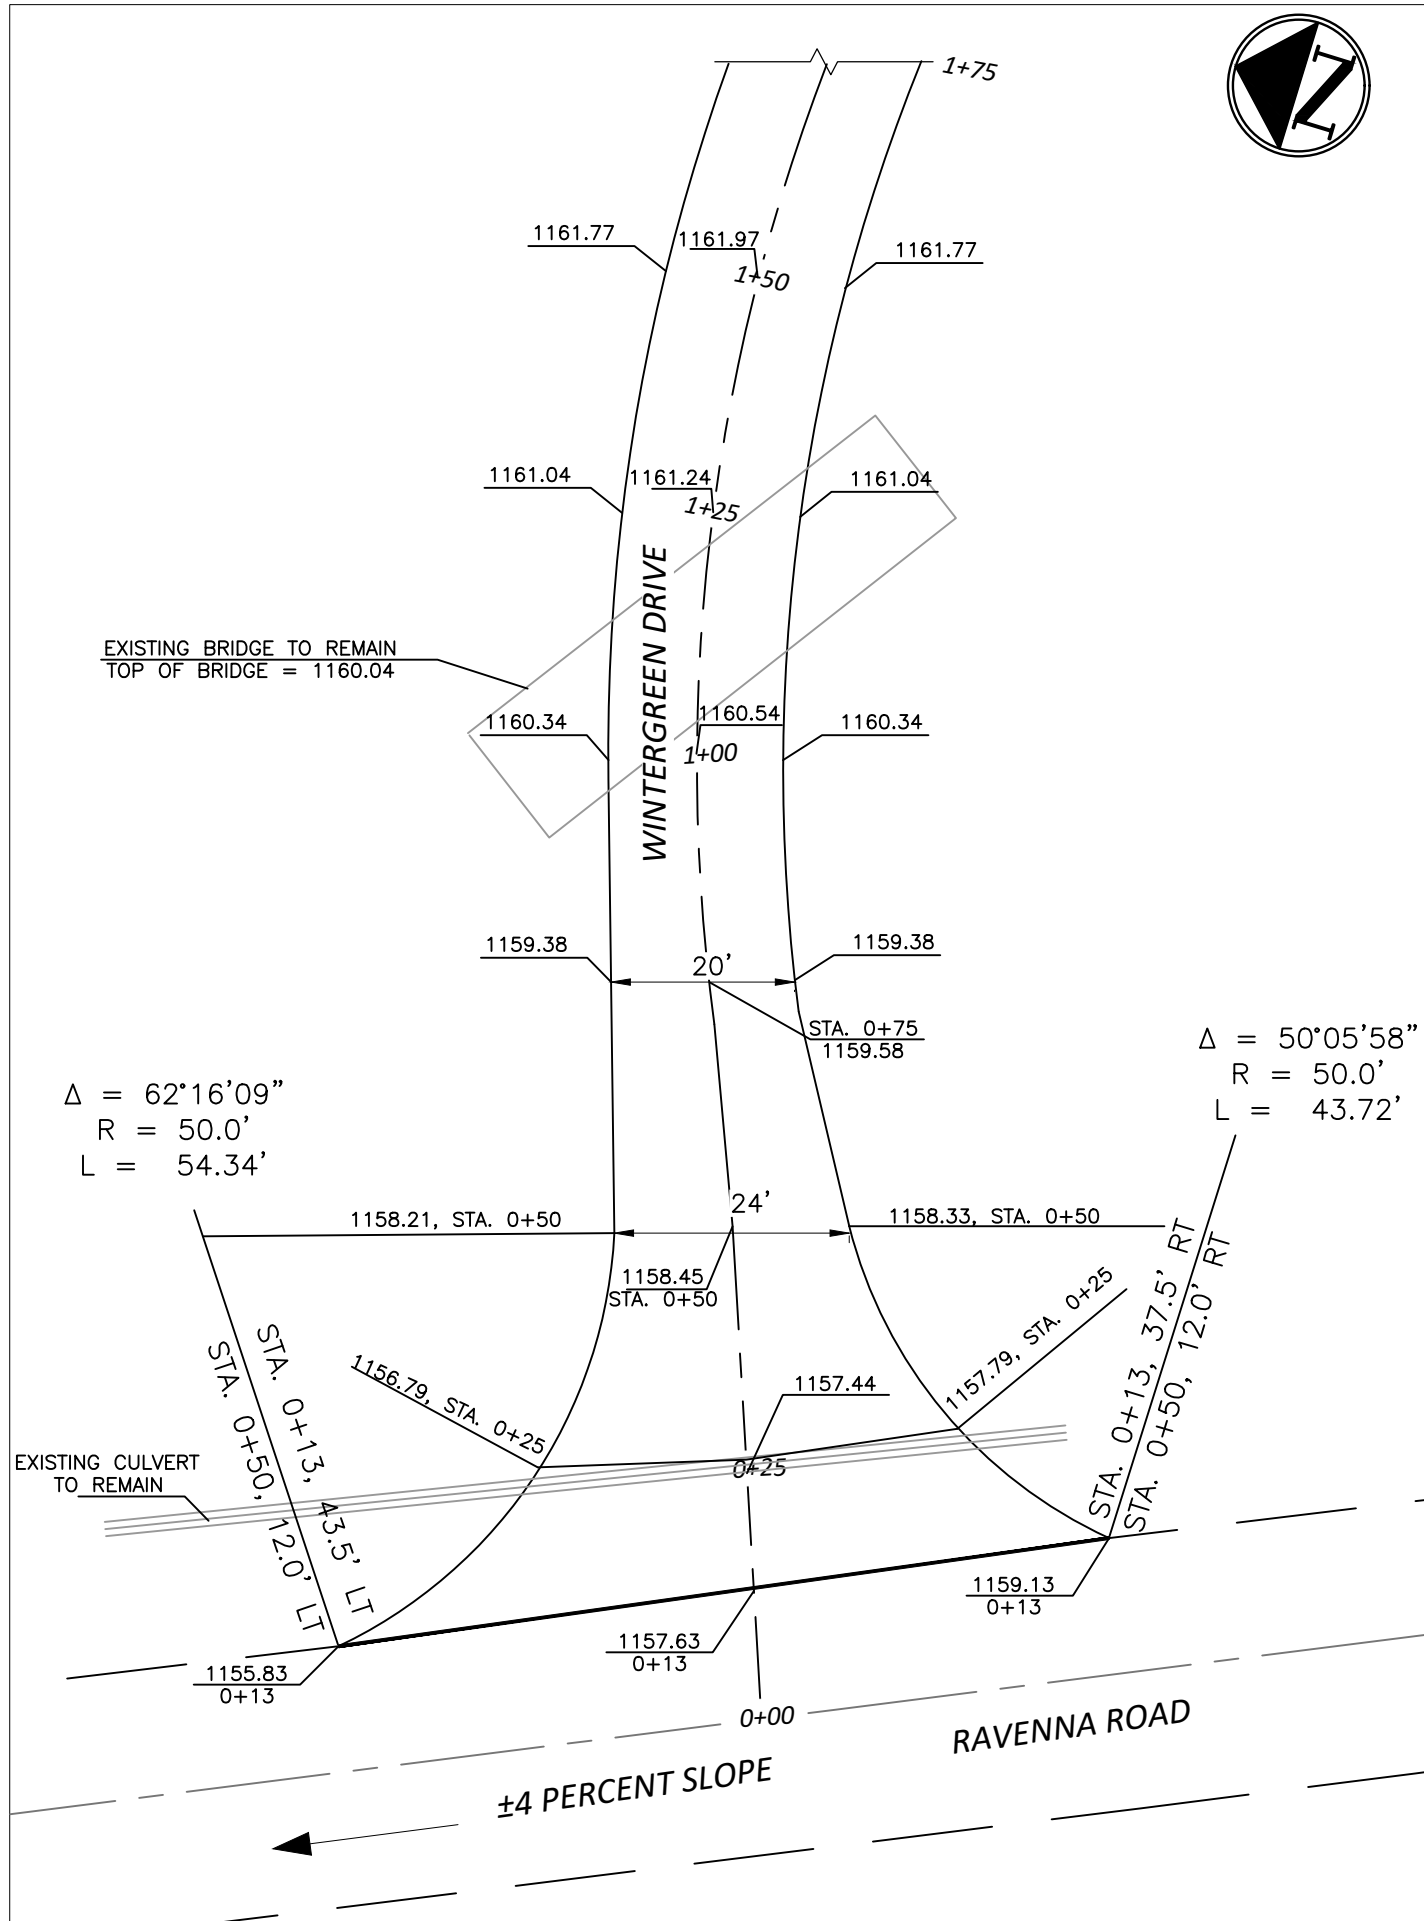 N
1+75
1161.77
1161.97
1161.77
1+50
1161.04
1161.24
1161.04
1+25
WINTERGREEN DRIVE
EXISTING BRIDGE TO REMAIN
TOP OF BRIDGE = 1160.04
1160.34
1160.54
1160.34
1+00
1159.38
20'
1159.38
STA. 0+75
1159.58
Δ = 50°05'58"
R = 50.0'
L = 43.72'
Δ = 62°16'09"
R = 50.0'
L = 54.34'
1158.21, STA. 0+50
24'
1158.33, STA. 0+50
1158.45
STA. 0+50
STA. 0+13, 43.5' LT
STA. 0+50, 12.0' LT
1156.79, STA. 0+25
1157.44
1157.79, STA. 0+25
STA. 0+13, 37.5' RT
STA. 0+50, 12.0' RT
0+25
EXISTING CULVERT
TO REMAIN
1159.13
0+13
1157.63
0+13
1155.83
0+13
0+00
RAVENNA ROAD
±4 PERCENT SLOPE